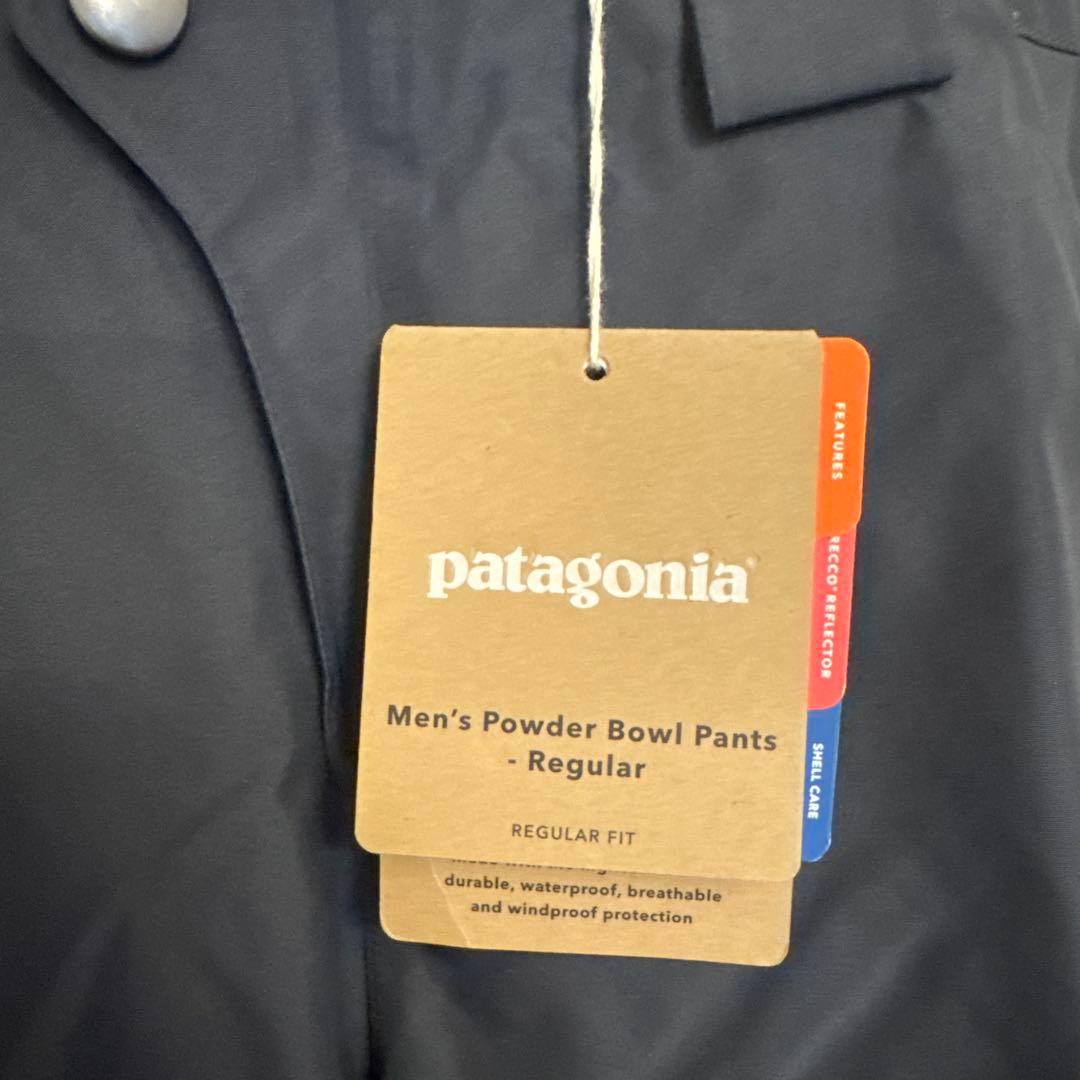 patagonia®
Men's Powder Bowl Pants
- Regular
REGULAR FIT
durable, waterproof, breathable
and windproof protection
FEATURES
RECCO® REFLECTOR
SHELL CARE